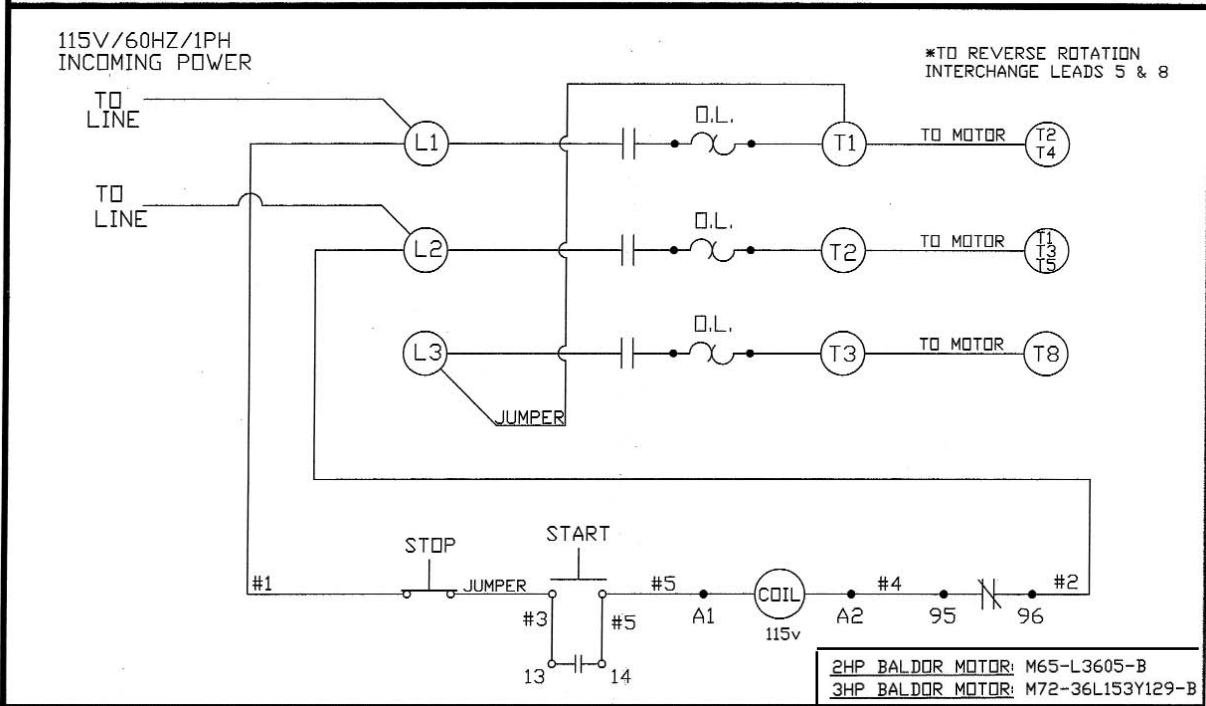 115V/60HZ/1PH
INCOMING POWER
*TO REVERSE ROTATION
INTERCHANGE LEADS 5 & 8
TO
LINE
L1
O.L.
T1
TO MOTOR
T2
T4
TO
LINE
L2
O.L.
T2
TO MOTOR
T1
T3
T5
L3
O.L.
T3
TO MOTOR
T8
JUMPER
STOP
START
#1
JUMPER
#3
#5
#5
13
14
A1
COIL
115v
A2
#4
95
96
#2
2HP BALDOR MOTOR: M65-L3605-B
3HP BALDOR MOTOR: M72-36L153Y129-B